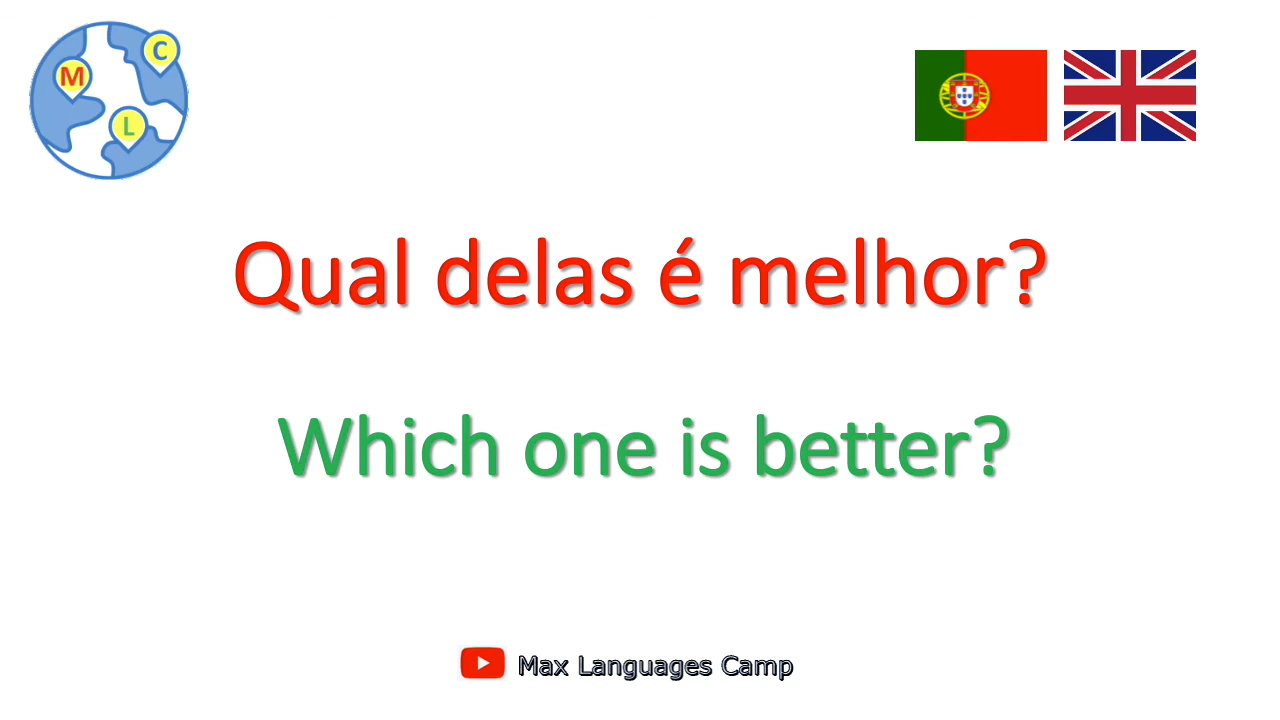 M
C
L
Qual delas é melhor?
Which one is better?
Max Languages Camp